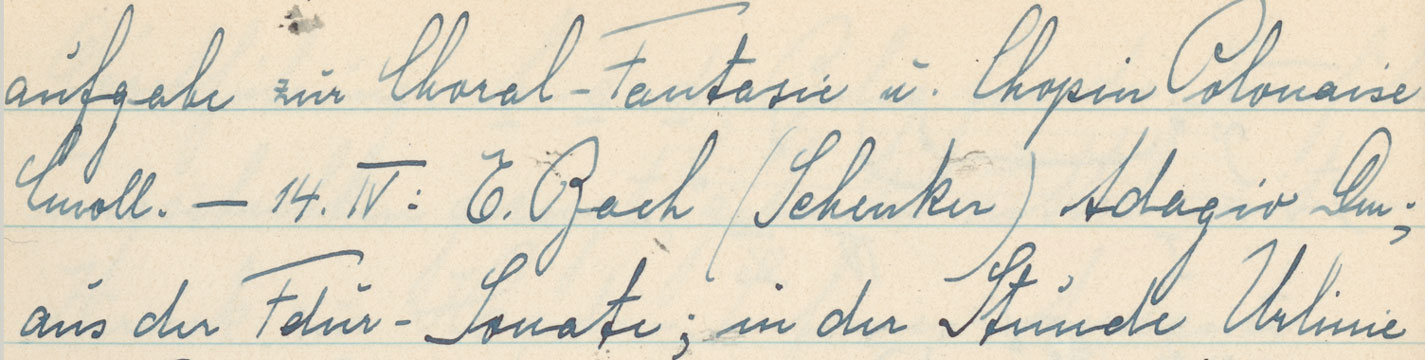 aufgabe zur Choral-Fantasie u. Chopin Polonaise
Cmoll. — 14. IV: E. Bach (Schenker) Adagio Dm;
aus der Fdur-Sonate; in der Stunde Urlinie